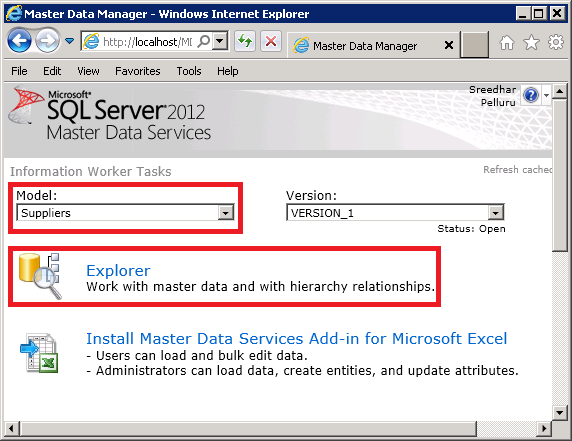 Master Data Manager - Windows Internet Explorer
http://localhost/MI
Master Data Manager
File Edit View Favorites Tools Help
Sreedhar
Pelluru
Microsoft®
SQL Server 2012
Master Data Services
Information Worker Tasks
Refresh cached
Model:
Version:
Suppliers
VERSION_1
Status: Open
Explorer
Work with master data and with hierarchy relationships.
Install Master Data Services Add-in for Microsoft Excel
- Users can load and bulk edit data.
- Administrators can load data, create entities, and update attributes.